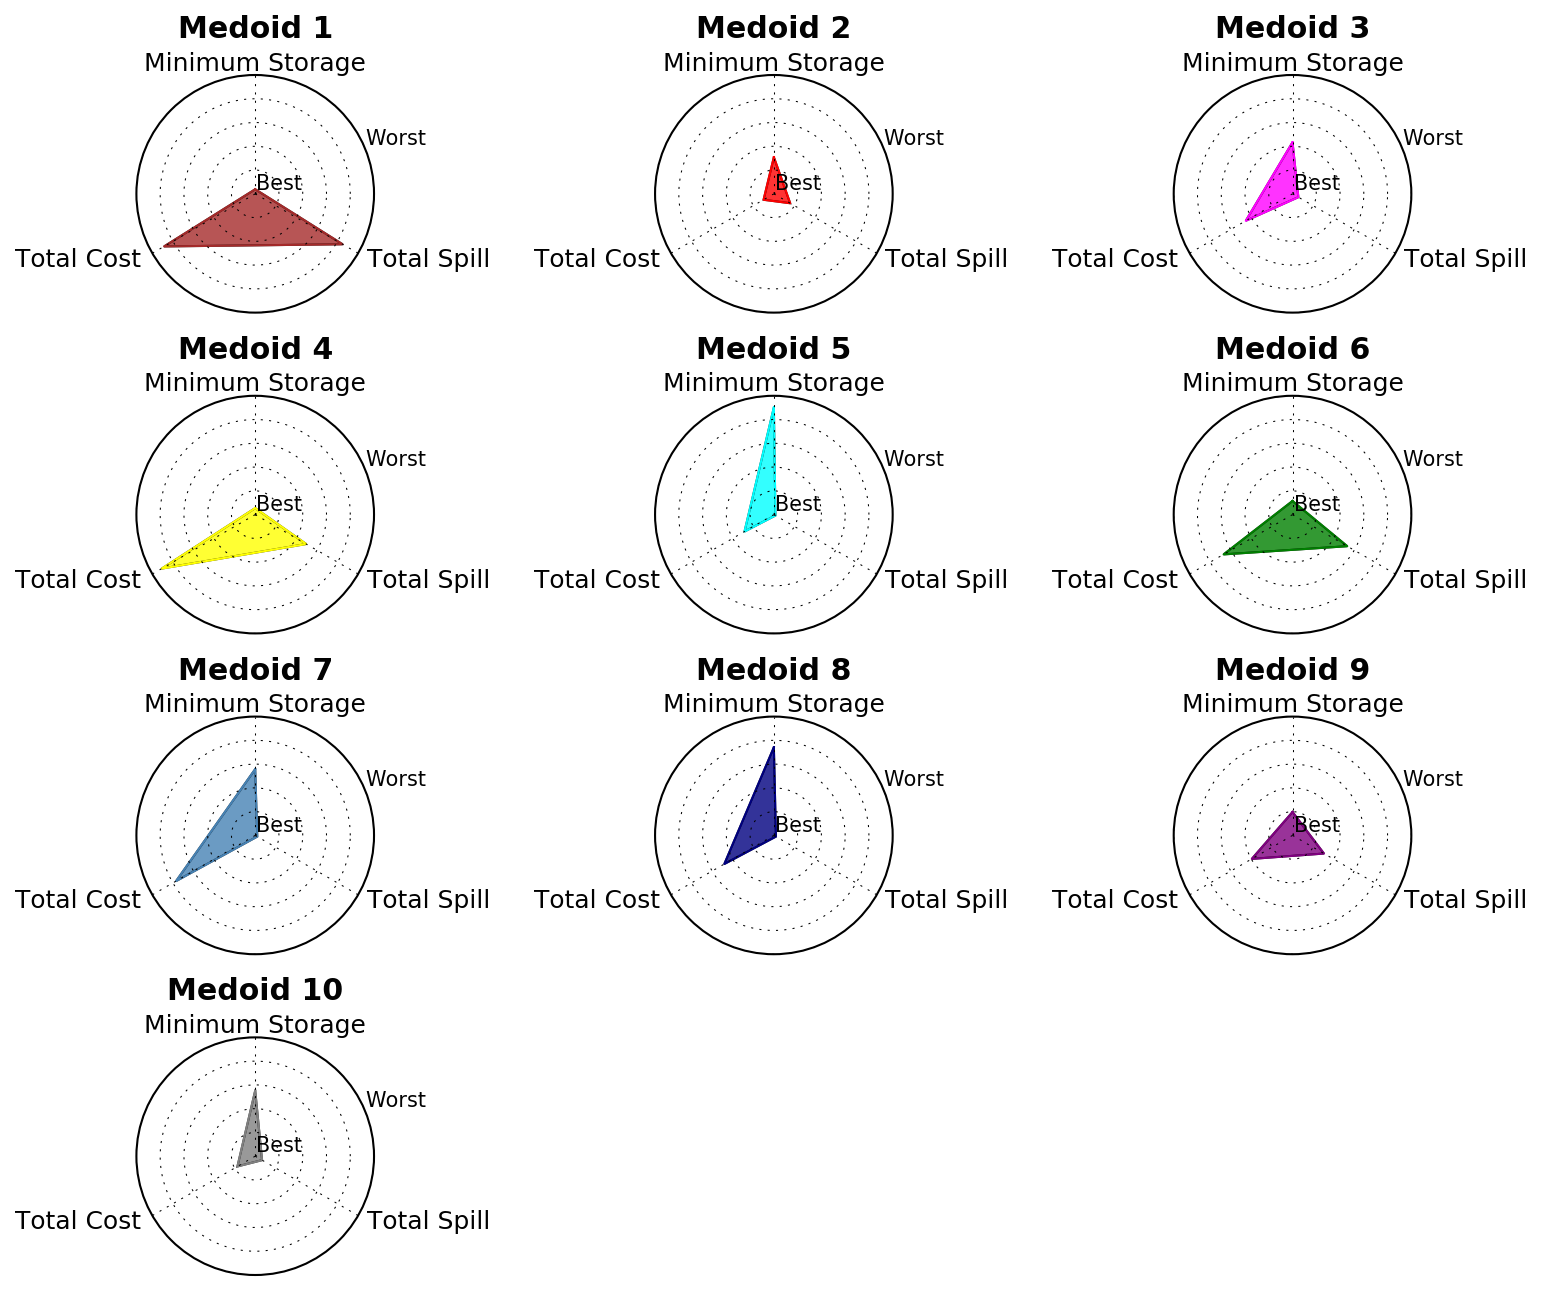 Medoid 1
Minimum Storage
Worst
Best
Total Cost
Total Spill
Medoid 2
Minimum Storage
Worst
Best
Total Cost
Total Spill
Medoid 3
Minimum Storage
Worst
Best
Total Cost
Total Spill
Medoid 4
Minimum Storage
Worst
Best
Total Cost
Total Spill
Medoid 5
Minimum Storage
Worst
Best
Total Cost
Total Spill
Medoid 6
Minimum Storage
Worst
Best
Total Cost
Total Spill
Medoid 7
Minimum Storage
Worst
Best
Total Cost
Total Spill
Medoid 8
Minimum Storage
Worst
Best
Total Cost
Total Spill
Medoid 9
Minimum Storage
Worst
Best
Total Cost
Total Spill
Medoid 10
Minimum Storage
Worst
Best
Total Cost
Total Spill